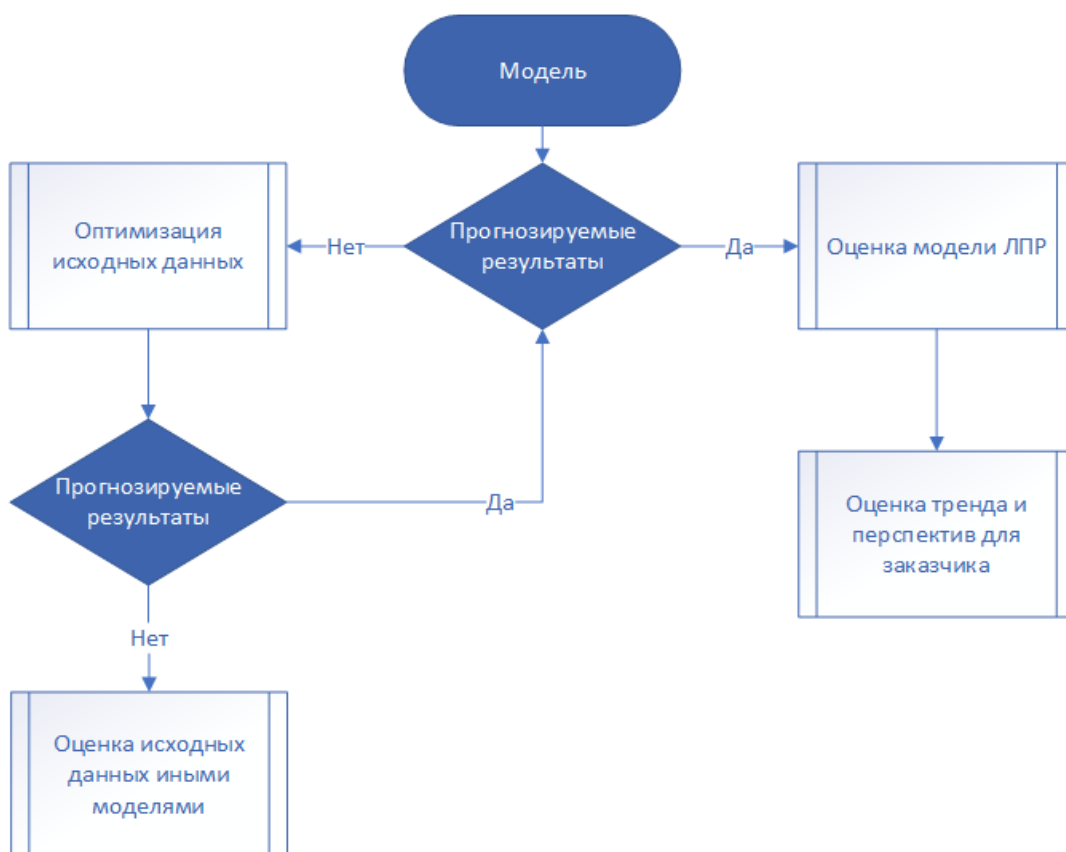 Модель
Прогнозируемые
результаты
Нет
Да
Оптимизация
исходных данных
Оценка модели ЛПР
Прогнозируемые
результаты
Да
Оценка тренда и
перспектив для
заказчика
Нет
Оценка исходных
данных иными
моделями